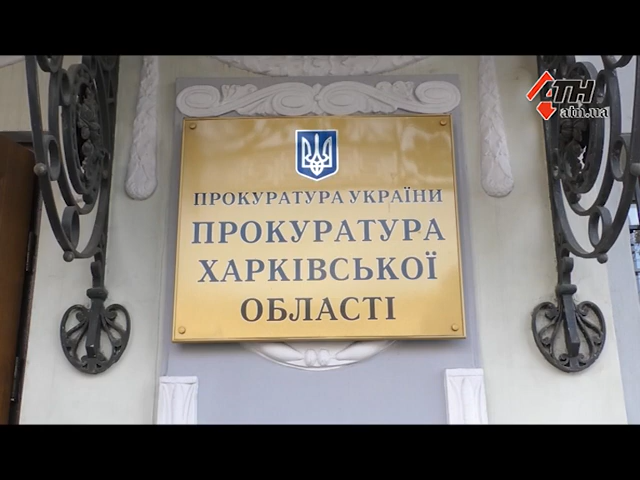 АТН
atn.ua
ПРОКУРАТУРА УКРАЇНИ
ПРОКУРАТУРА
ХАРКІВСЬКОЇ
ОБЛАСТІ